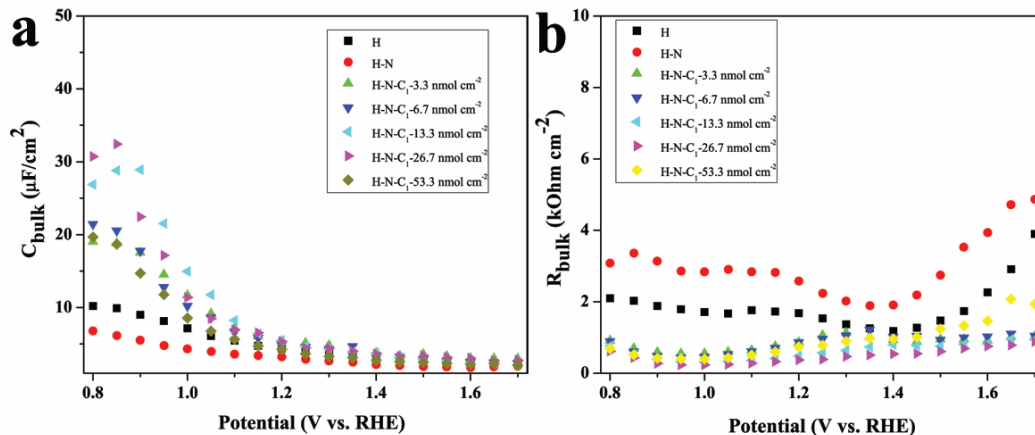 a
50
40
30
20
10
C_bulk (μF/cm²)
H
H-N
H-N-C₁-3.3 nmol cm⁻²
H-N-C₁-6.7 nmol cm⁻²
H-N-C₁-13.3 nmol cm⁻²
H-N-C₁-26.7 nmol cm⁻²
H-N-C₁-53.3 nmol cm⁻²
0.8 1.0 1.2 1.4 1.6
Potential (V vs. RHE)
b
10
8
6
4
2
0
R_bulk (kOhm cm⁻²)
H
H-N
H-N-C₁-3.3 nmol cm⁻²
H-N-C₁-6.7 nmol cm⁻²
H-N-C₁-13.3 nmol cm⁻²
H-N-C₁-26.7 nmol cm⁻²
H-N-C₁-53.3 nmol cm⁻²
0.8 1.0 1.2 1.4 1.6
Potential (V vs. RHE)